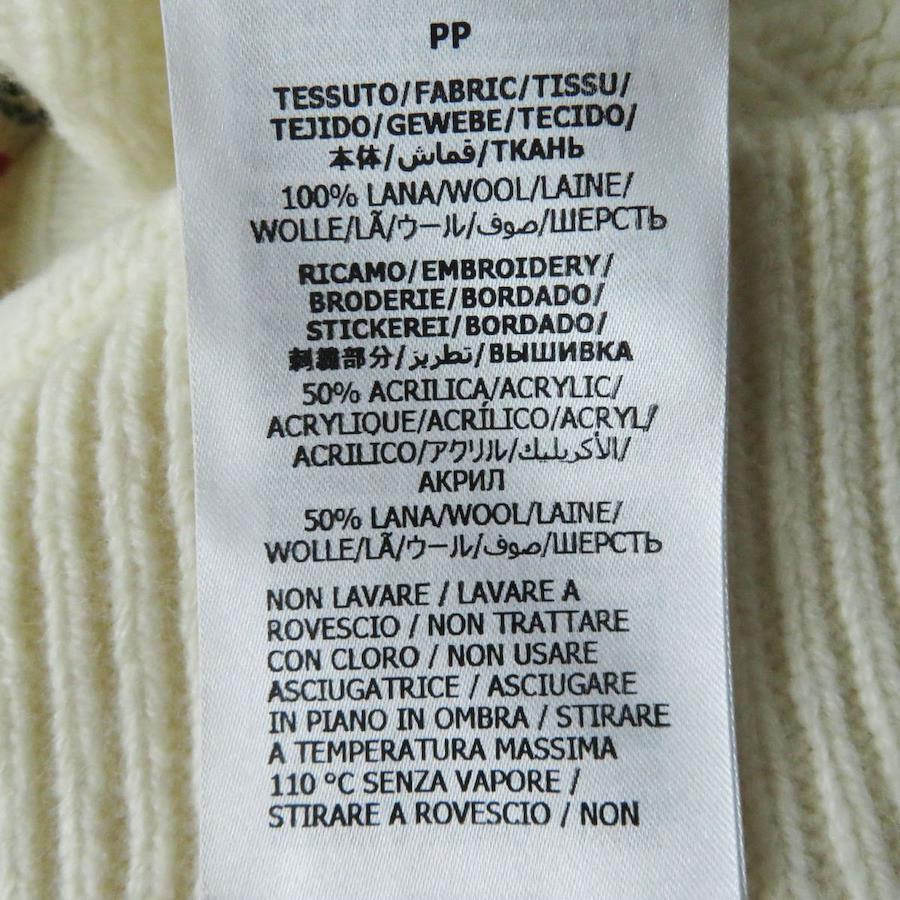 PP
TESSUTO/FABRIC/TISSU/
TEJIDO/GEWEBE/TECIDO/
本体/قماش/ТКАНЬ
100% LANA/WOOL/LAINE/
WOLLE/LÃ/ウール/صوف/ШЕРСТЬ
RICAMO/EMBROIDERY/
BRODERIE/BORDADO/
STICKEREI/BORDADO/
刺繍部分/تطريز/ВЫШИВКА
50% ACRILICA/ACRYLIC/
ACRYLIQUE/ACRÍLICO/ACRYL/
ACRILICO/アクリル/الأكريليك/
АКРИЛ
50% LANA/WOOL/LAINE/
WOLLE/LÃ/ウール/صوف/ШЕРСТЬ
NON LAVARE / LAVARE A
ROVESCIO / NON TRATTARE
CON CLORO / NON USARE
ASCIUGATRICE / ASCIUGARE
IN PIANO IN OMBRA / STIRARE
A TEMPERATURA MASSIMA
110 °C SENZA VAPORE /
STIRARE A ROVESCIO / NON